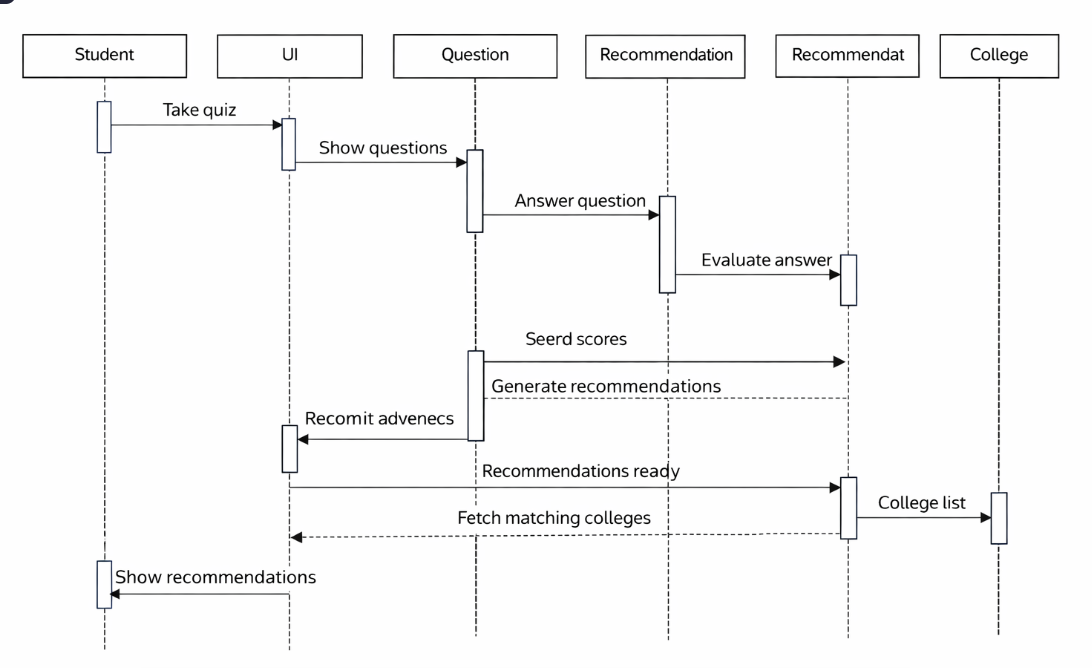 Student
UI
Question
Recommendation
Recommendat
College
Take quiz
Show questions
Answer question
Evaluate answer
Seerd scores
Generate recommendations
Recomit advenecs
Recommendations ready
College list
Fetch matching colleges
Show recommendations